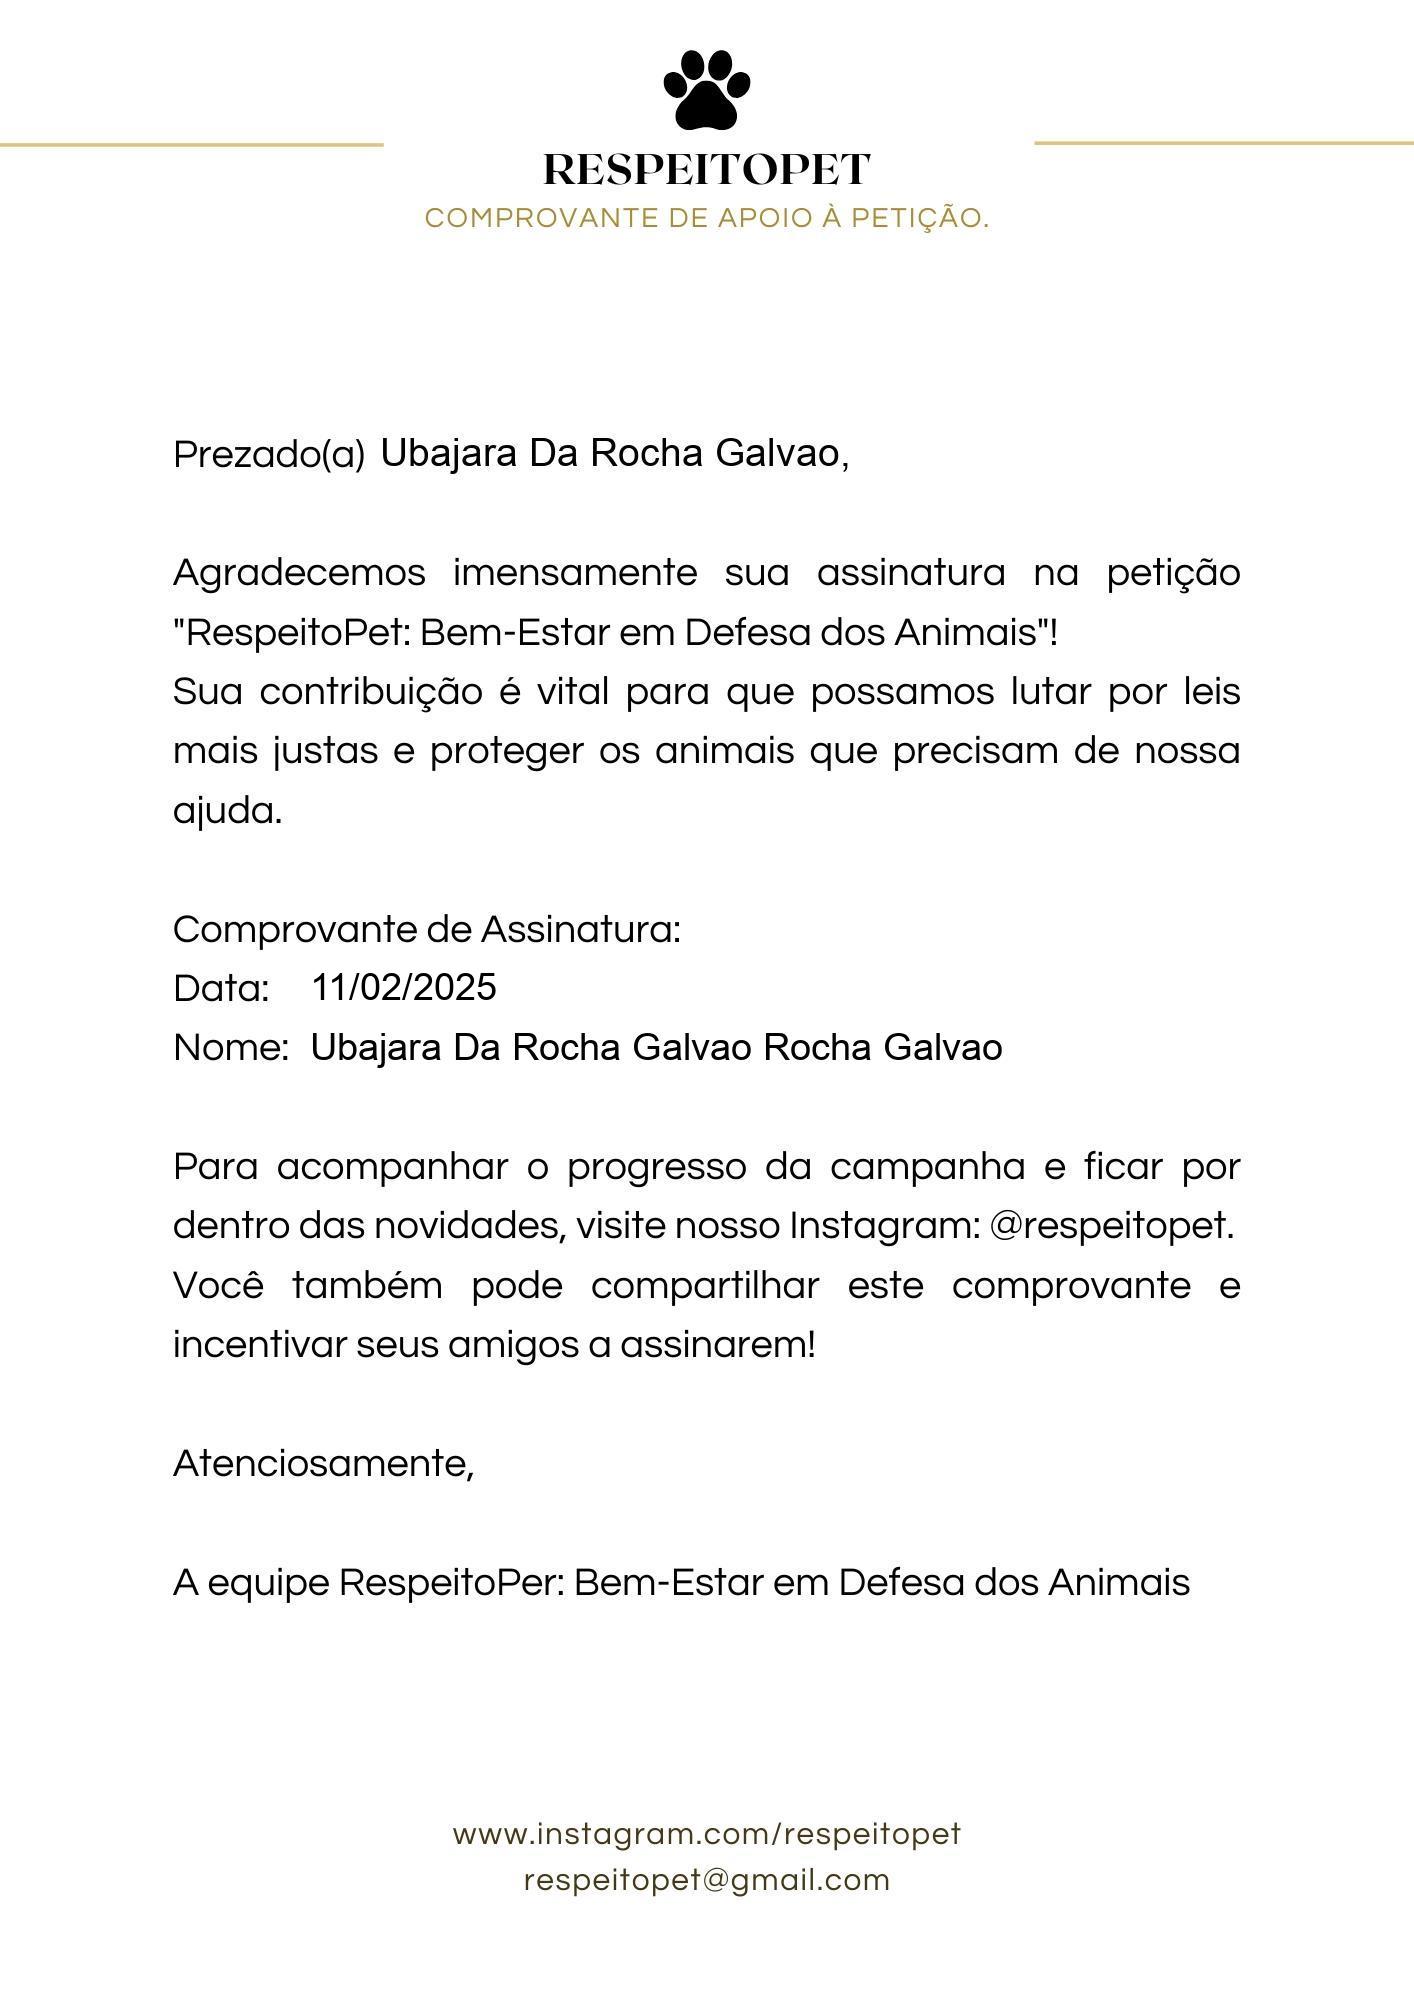 RESPEITOPET
COMPROVANTE DE APOIO À PETIÇÃO.
Prezado(a) Ubajara Da Rocha Galvao,
Agradecemos imensamente sua assinatura na petição
"RespeitoPet: Bem-Estar em Defesa dos Animais"!
Sua contribuição é vital para que possamos lutar por leis
mais justas e proteger os animais que precisam de nossa
ajuda.
Comprovante de Assinatura:
Data: 11/02/2025
Nome: Ubajara Da Rocha Galvao Rocha Galvao
Para acompanhar o progresso da campanha e ficar por
dentro das novidades, visite nosso Instagram: @respeitopet.
Você também pode compartilhar este comprovante e
incentivar seus amigos a assinarem!
Atenciosamente,
A equipe RespeitoPer: Bem-Estar em Defesa dos Animais
www.instagram.com/respeitopet
respeitopet@gmail.com